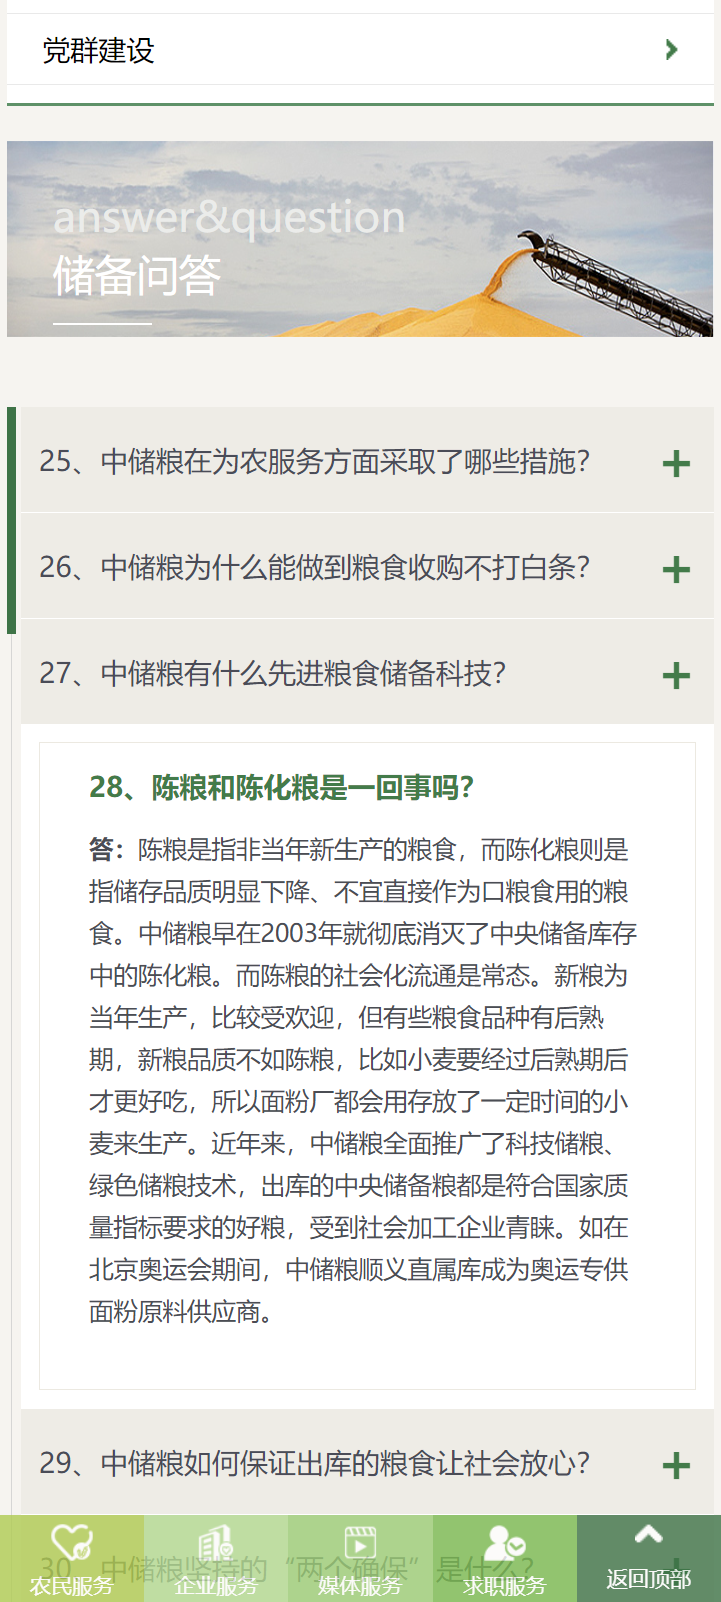 党群建设
answer&question
储备问答
25、中储粮在为农服务方面采取了哪些措施？
26、中储粮为什么能做到粮食收购不打白条？
27、中储粮有什么先进粮食储备科技？
28、陈粮和陈化粮是一回事吗？
答：陈粮是指非当年新生产的粮食，而陈化粮则是
指储存品质明显下降、不宜直接作为口粮食用的粮
食。中储粮早在2003年就彻底消灭了中央储备库存
中的陈化粮。而陈粮的社会化流通是常态。新粮为
当年生产，比较受欢迎，但有些粮食品种有后熟
期，新粮品质不如陈粮，比如小麦要经过后熟期后
才更好吃，所以面粉厂都会用存放了一定时间的小
麦来生产。近年来，中储粮全面推广了科技储粮、
绿色储粮技术，出库的中央储备粮都是符合国家质
量指标要求的好粮，受到社会加工企业青睐。如在
北京奥运会期间，中储粮顺义直属库成为奥运专供
面粉原料供应商。
29、中储粮如何保证出库的粮食让社会放心？
30、中储粮坚持的“两个确保”是什么？
农民服务 企业服务 媒体服务 求职服务 返回顶部